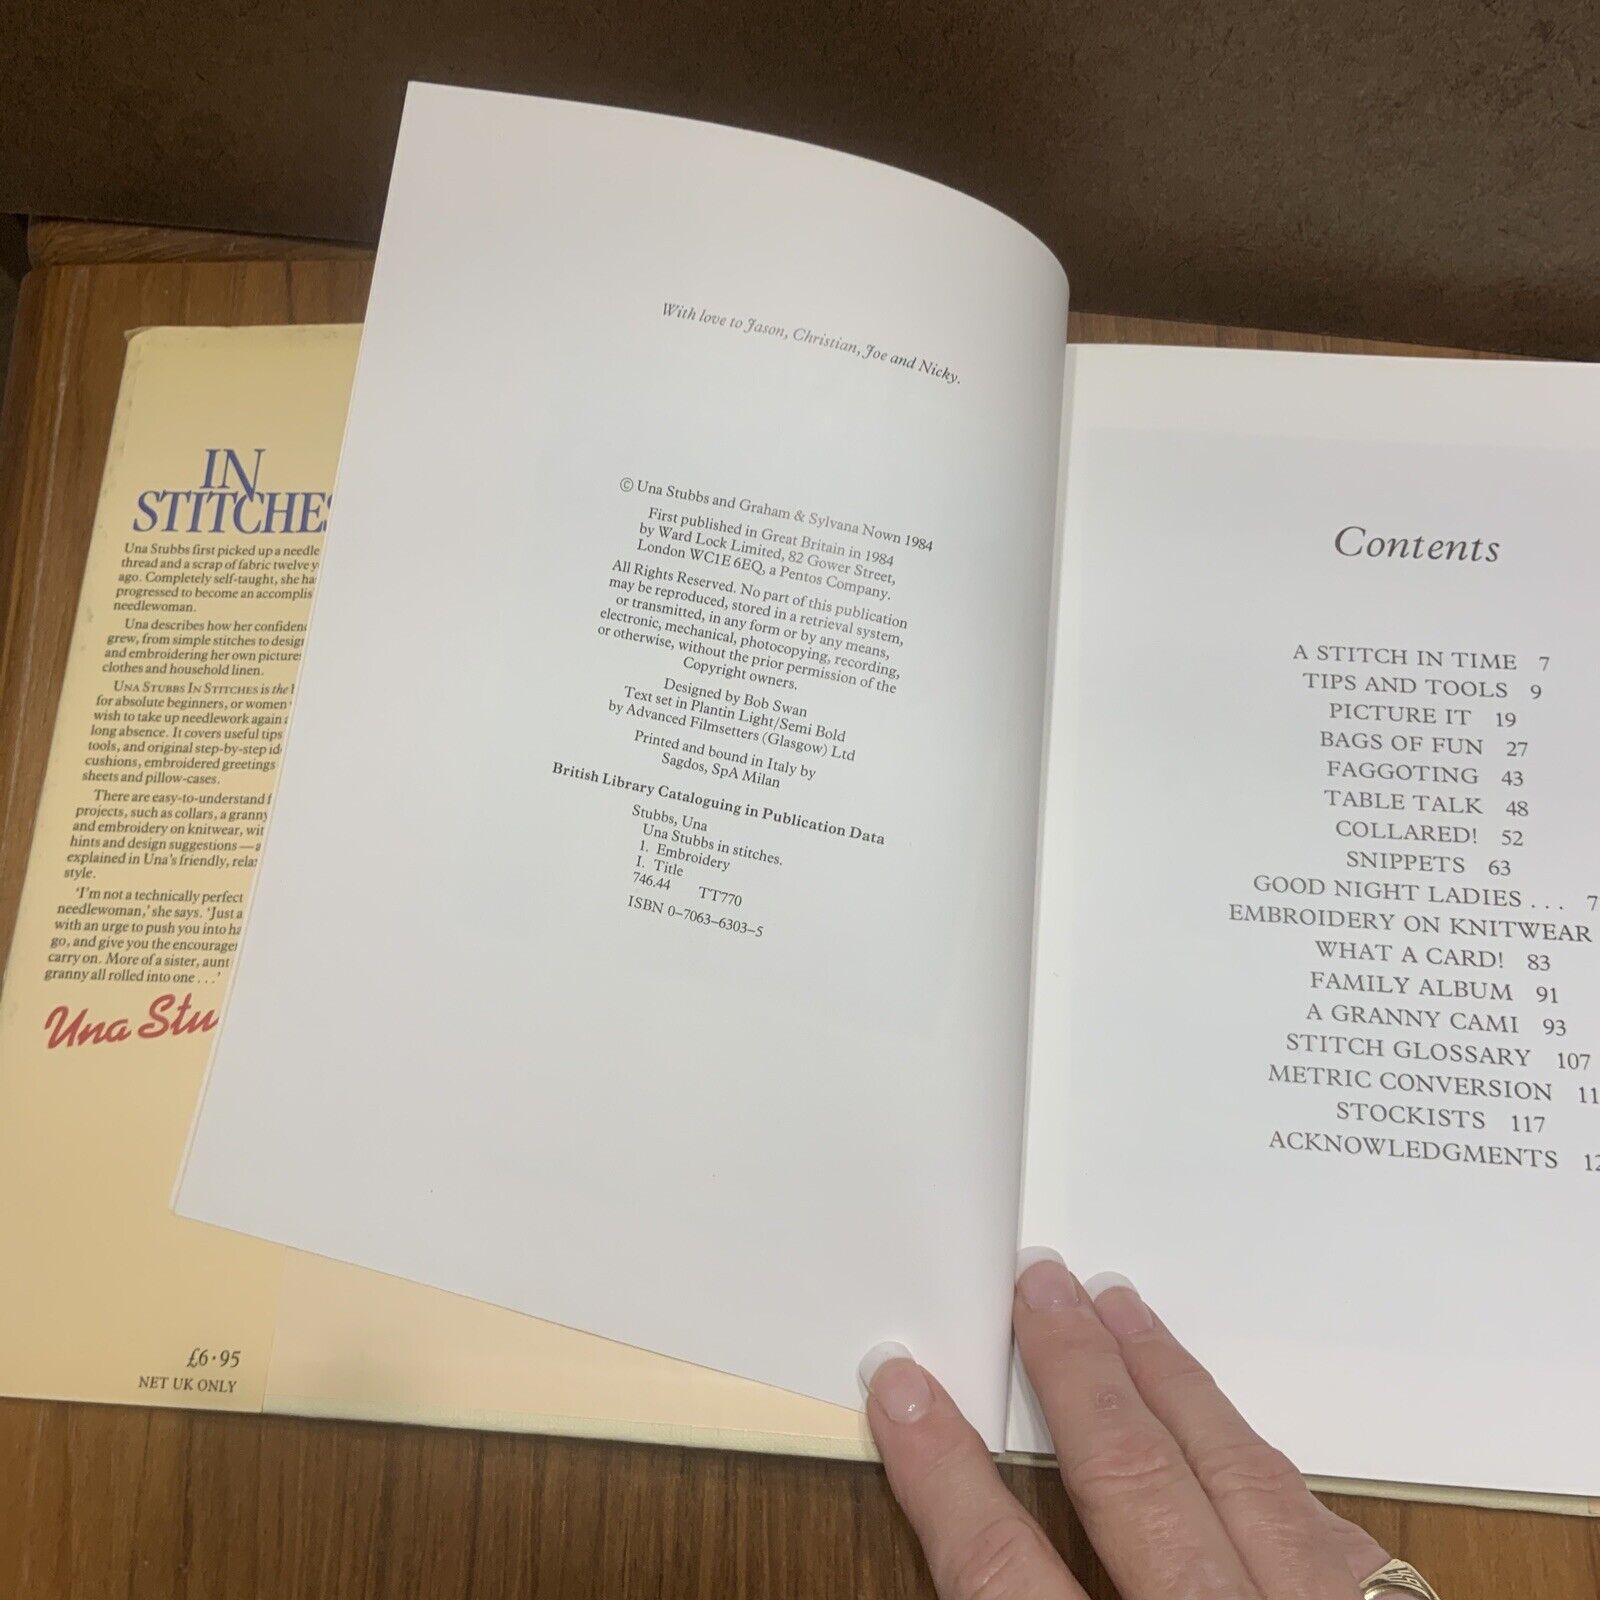 IN
STITCHES
Una Stubbs first picked up a needle
thread and a scrap of fabric twelve
ago. Completely self-taught, she
progressed to become an
needlewoman.
Una describes how her
grew, from simple stitches to
and embroidering her own
clothes and household linen.
UNA STUBBS IN STITCHES is the
for absolute beginners, or women
wish to take up needlework again
long absence. It covers useful tips
tools, and original step-by-step
cushions, embroidered greetings
sheets and pillow-cases.
There are easy-to-understand
projects, such as collars, a granny
and embroidery on knitwear,
hints and design suggestions —
explained in Una's friendly,
style.
'I'm not a technically perfect
needlewoman,' she says. 'Just a
with an urge to push you into
go, and give you the
carry on. More of a sister, aunt
granny all rolled into one . . .'
Una Stu
£6·95
NET UK ONLY
With love to Jason, Christian, Joe and Nicky.
© Una Stubbs and Graham & Sylvana Nown 1984
First published in Great Britain in 1984
by Ward Lock Limited, 82 Gower Street,
London WC1E 6EQ, a Pentos Company.
All Rights Reserved. No part of this publication
may be reproduced, stored in a retrieval system,
or transmitted, in any form or by any means,
electronic, mechanical, photocopying, recording,
or otherwise, without the prior permission of the
Copyright owners.
Designed by Bob Swan
Text set in Plantin Light/Semi Bold
by Advanced Filmsetters (Glasgow) Ltd
Printed and bound in Italy by
Sagdos, SpA Milan
British Library Cataloguing in Publication Data
Stubbs, Una
Una Stubbs in stitches.
1. Embroidery
I. Title
746.44 TT770
ISBN 0–7063–6303–5
Contents
A STITCH IN TIME 7
TIPS AND TOOLS 9
PICTURE IT 19
BAGS OF FUN 27
FAGGOTING 43
TABLE TALK 48
COLLARED! 52
SNIPPETS 63
GOOD NIGHT LADIES . . . 7
EMBROIDERY ON KNITWEAR
WHAT A CARD! 83
FAMILY ALBUM 91
A GRANNY CAMI 93
STITCH GLOSSARY 107
METRIC CONVERSION 11
STOCKISTS 117
ACKNOWLEDGMENTS 12